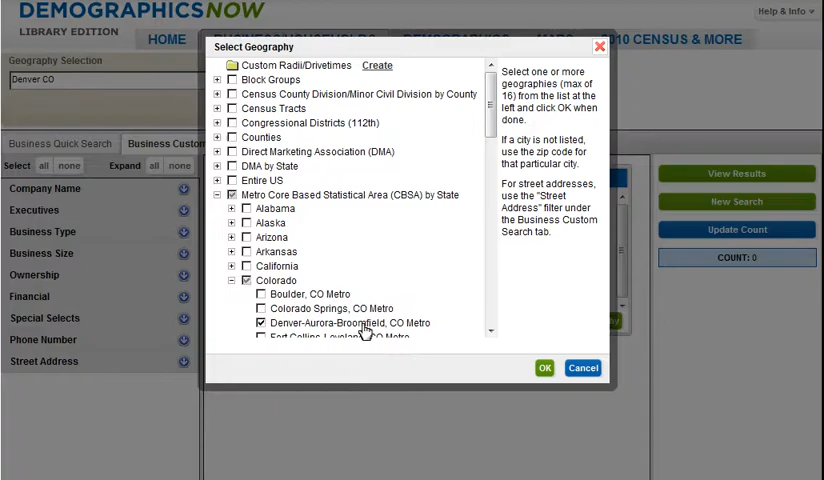 DEMOGRAPHICSNOW
LIBRARY EDITION
Help & Info
HOME
10 CENSUS & MORE
Geography Selection
Denver CO
Business Quick Search
Business Custom
Select all none Expand all none
Company Name
Executives
Business Type
Business Size
Ownership
Financial
Special Selects
Phone Number
Street Address
Select Geography
Custom Radii/Drivetimes Create
Block Groups
Census County Division/Minor Civil Division by County
Census Tracts
Congressional Districts (112th)
Counties
Direct Marketing Association (DMA)
DMA by State
Entire US
Metro Core Based Statistical Area (CBSA) by State
Alabama
Alaska
Arizona
Arkansas
California
Colorado
Boulder, CO Metro
Colorado Springs, CO Metro
Denver-Aurora-Broomfield, CO Metro
Fort Collins-Loveland, CO Metro
Select one or more
geographies (max of
16) from the list at the
left and click OK when
done.
If a city is not listed,
use the zip code for
that particular city.
For street addresses,
use the "Street
Address" filter under
the Business Custom
Search tab.
OK
Cancel
View Results
New Search
Update Count
COUNT: 0